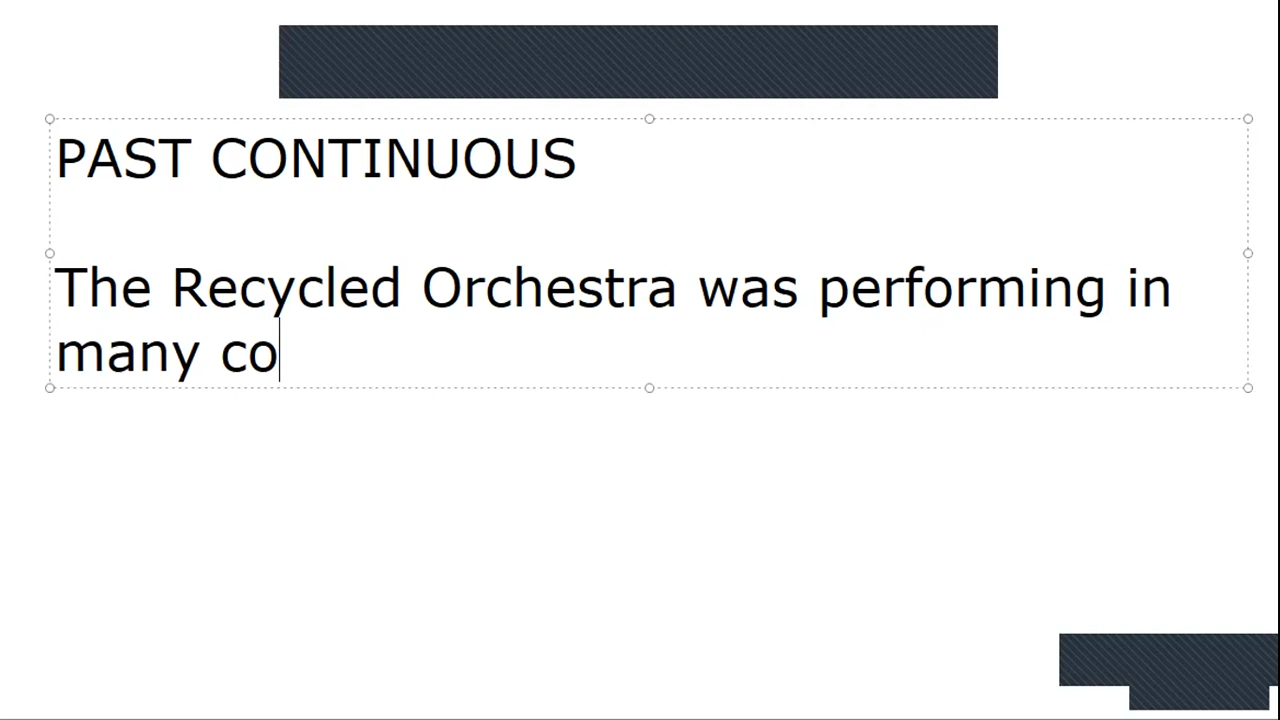 PAST CONTINUOUS
The Recycled Orchestra was performing in
many co